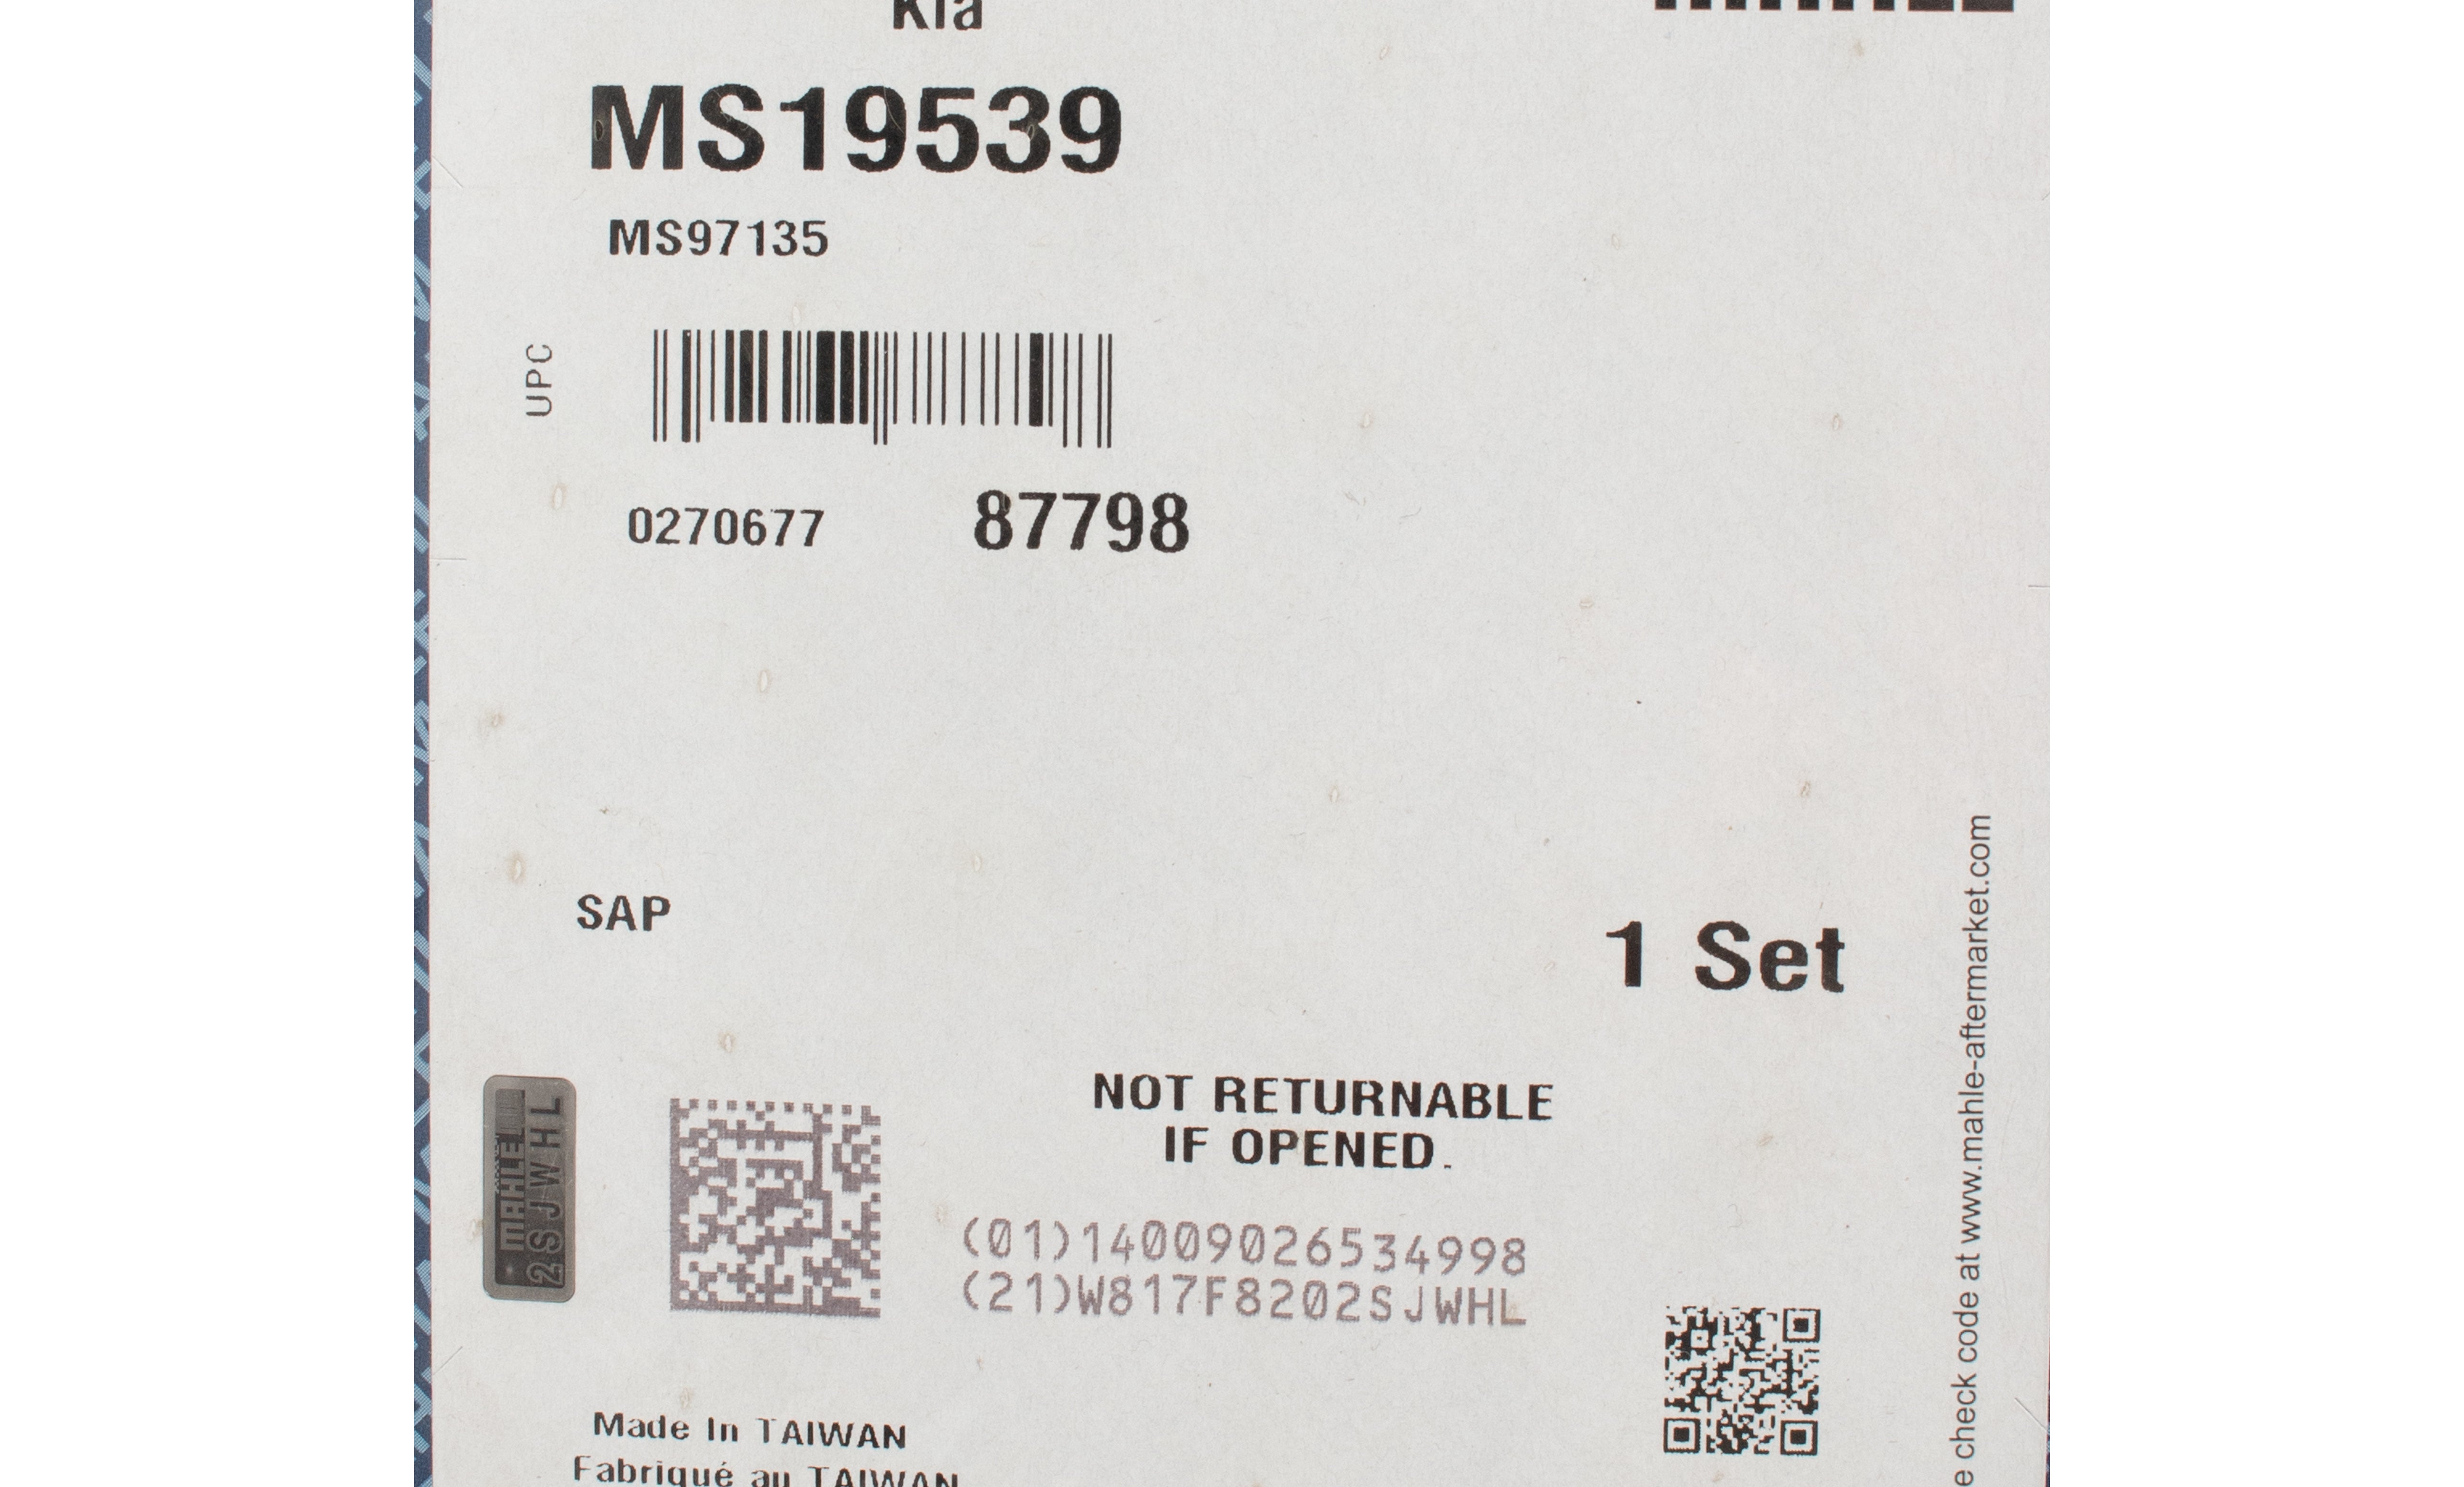 Kia
MS19539
MS97135
UPC
0270677 87798
SAP
1 Set
NOT RETURNABLE
IF OPENED.
MAHLE
2SJWHL
(01)14009026534998
(21)W817F8202SJWHL
Made In TAIWAN
Fabriqué au TAIWAN
check code at www.mahle-aftermarket.com